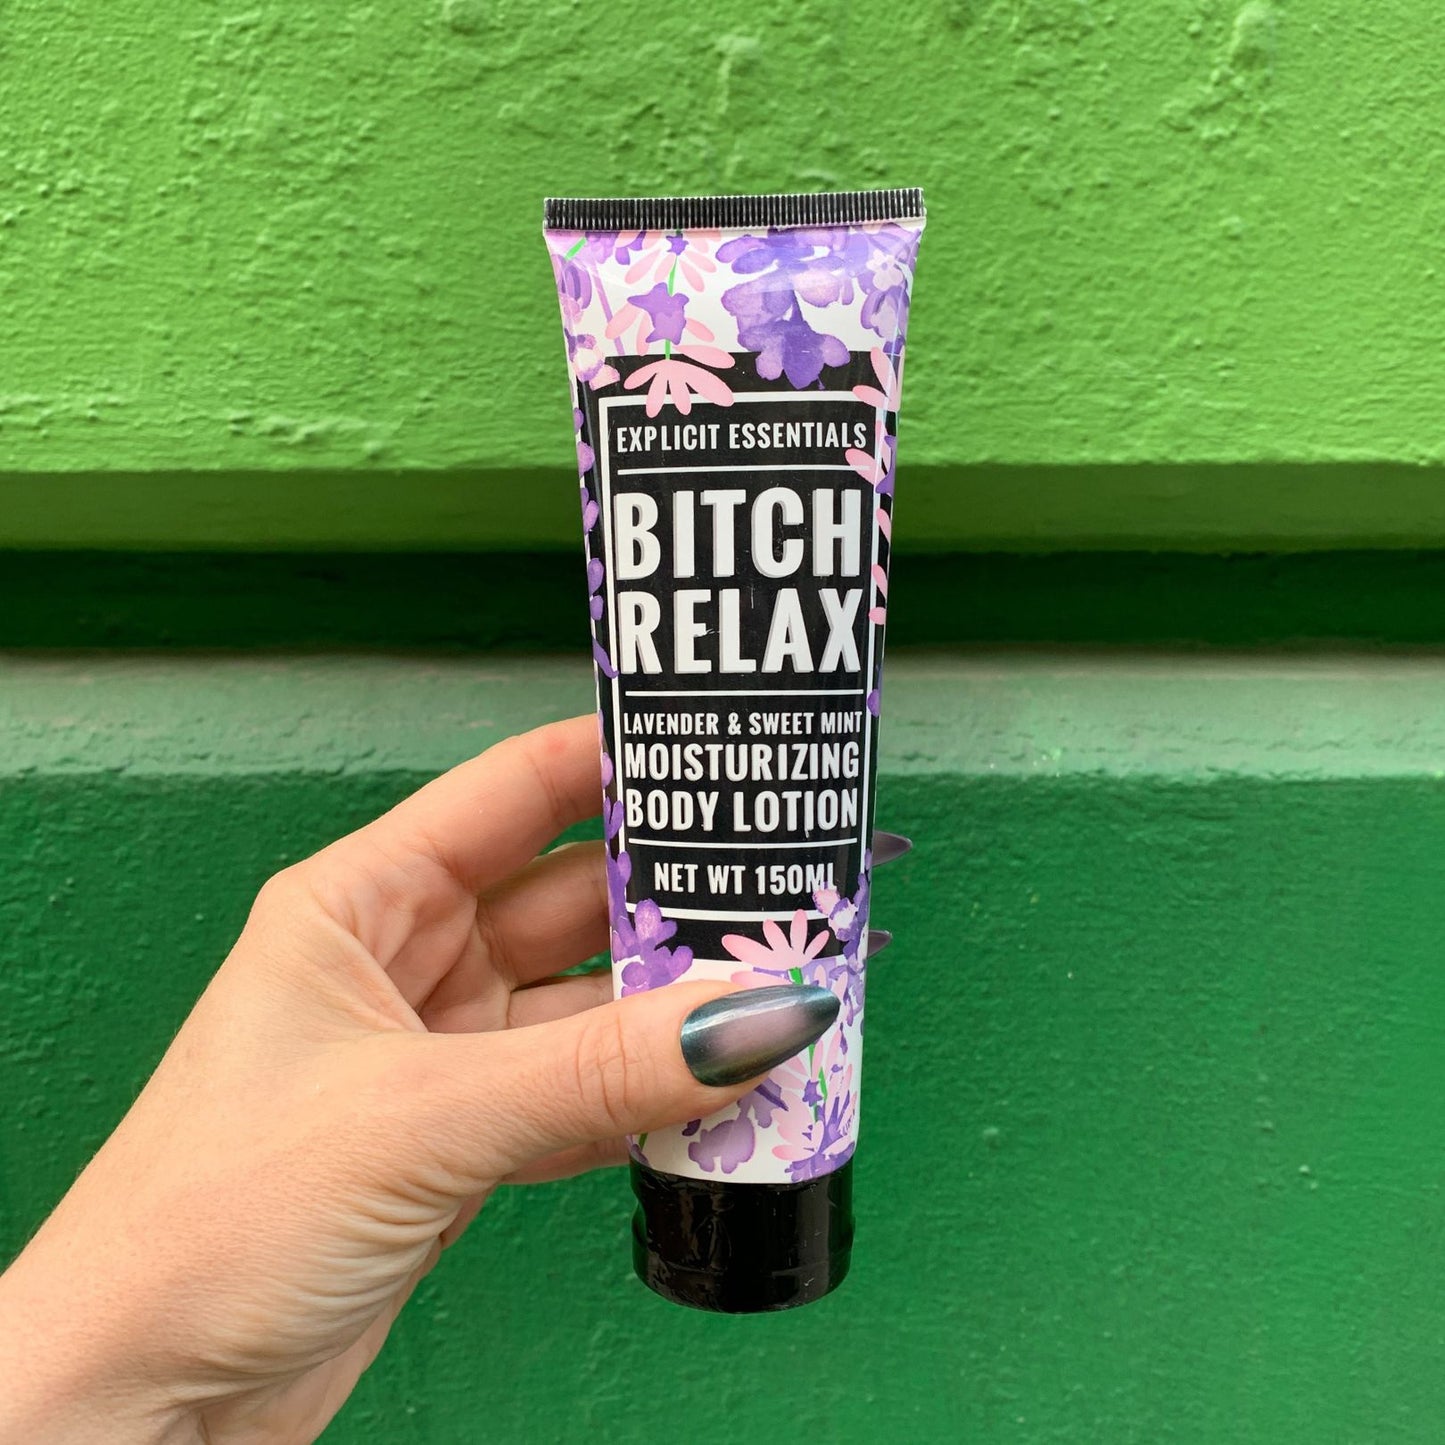 EXPLICIT ESSENTIALS
BITCH
RELAX
LAVENDER & SWEET MINT
MOISTURIZING
BODY LOTION
NET WT 150ML